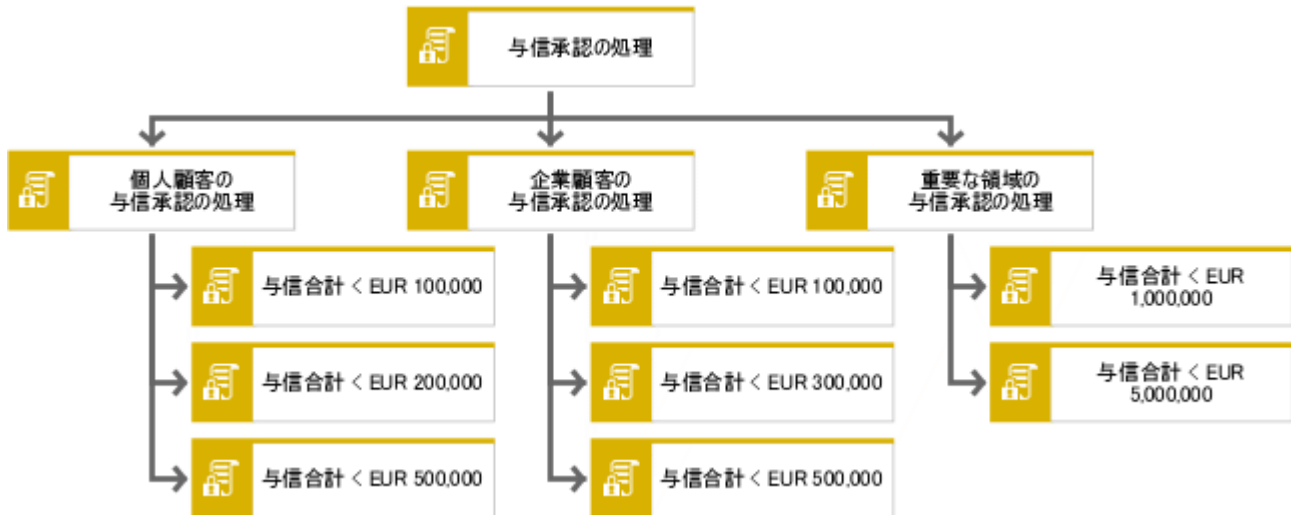 与信承認の処理
個人顧客の
与信承認の処理
企業顧客の
与信承認の処理
重要な領域の
与信承認の処理
与信合計 < EUR 100,000
与信合計 < EUR 200,000
与信合計 < EUR 500,000
与信合計 < EUR 100,000
与信合計 < EUR 300,000
与信合計 < EUR 500,000
与信合計 < EUR
1,000,000
与信合計 < EUR
5,000,000